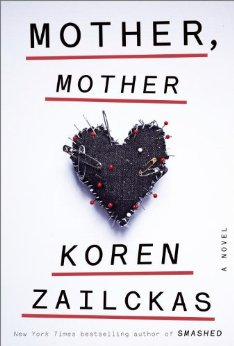 MOTHER,
MOTHER
KOREN
ZAILCKAS
A NOVEL
New York Times bestselling author of SMASHED